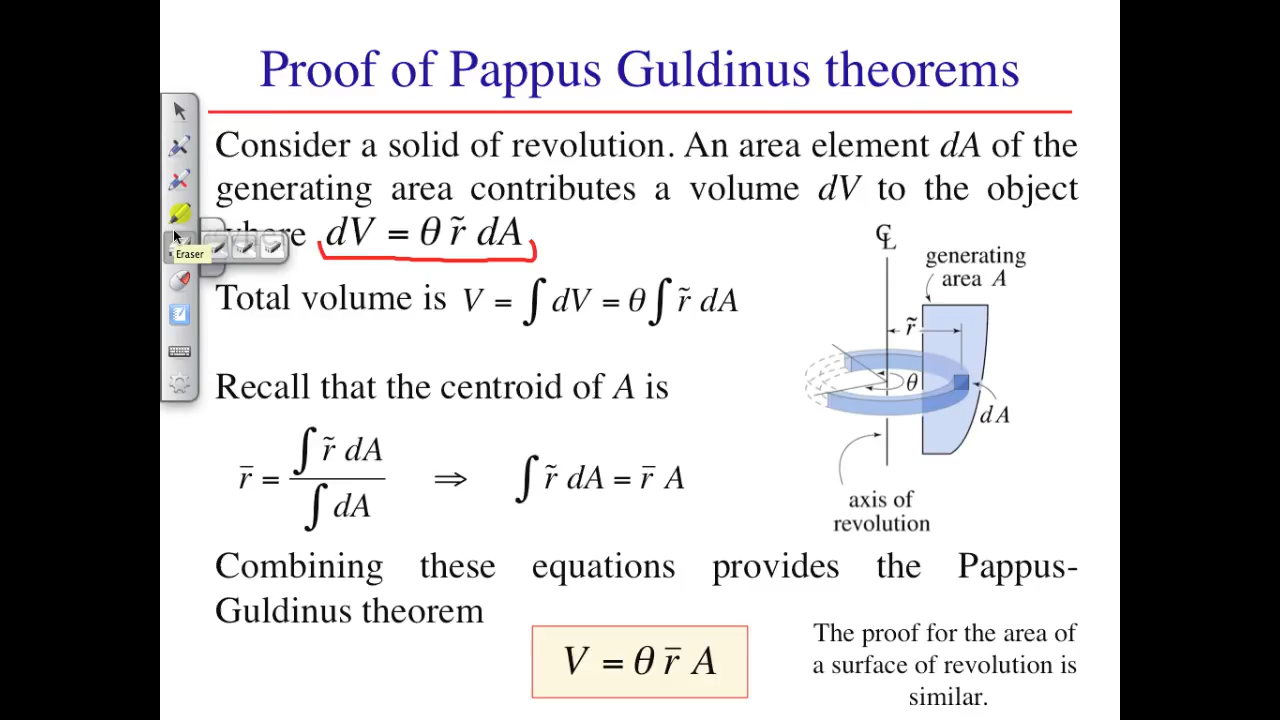 Proof of Pappus Guldinus theorems
Consider a solid of revolution. An area element dA of the
generating area contributes a volume dV to the object
where dV = θ r̃ dA
Eraser
Total volume is V = ∫ dV = θ ∫ r̃ dA
Recall that the centroid of A is
r̄ = ∫ r̃ dA / ∫ dA ⇒ ∫ r̃ dA = r̄ A
Combining these equations provides the Pappus-
Guldinus theorem
V = θ r̄ A
℄
generating
area A
r̃
θ
dA
axis of
revolution
The proof for the area of
a surface of revolution is
similar.